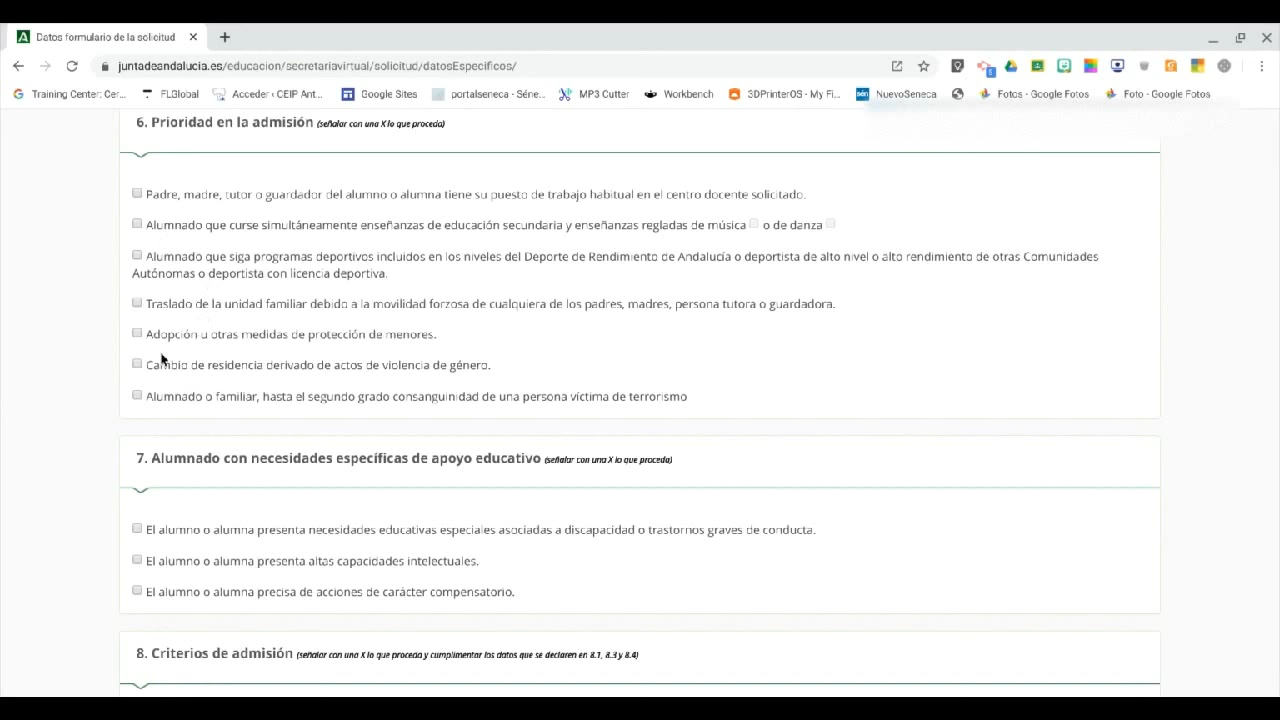 Datos formulario de la solicitud
juntadeandalucia.es/educacion/secretariavirtual/solicitud/datosEspecificos/
Training Center: Cer... FLGlobal Acceder ‹ CEIP Ant... Google Sites portalseneca - Séne... MP3 Cutter Workbench 3DPrinterOS - My Fi... NuevoSeneca Fotos - Google Fotos Foto - Google Fotos
6. Prioridad en la admisión (señalar con una X lo que proceda)
Padre, madre, tutor o guardador del alumno o alumna tiene su puesto de trabajo habitual en el centro docente solicitado.
Alumnado que curse simultáneamente enseñanzas de educación secundaria y enseñanzas regladas de música o de danza
Alumnado que siga programas deportivos incluidos en los niveles del Deporte de Rendimiento de Andalucía o deportista de alto nivel o alto rendimiento de otras Comunidades
Autónomas o deportista con licencia deportiva.
Traslado de la unidad familiar debido a la movilidad forzosa de cualquiera de los padres, madres, persona tutora o guardadora.
Adopción u otras medidas de protección de menores.
Cambio de residencia derivado de actos de violencia de género.
Alumnado o familiar, hasta el segundo grado consanguinidad de una persona víctima de terrorismo
7. Alumnado con necesidades específicas de apoyo educativo (señalar con una X lo que proceda)
El alumno o alumna presenta necesidades educativas especiales asociadas a discapacidad o trastornos graves de conducta.
El alumno o alumna presenta altas capacidades intelectuales.
El alumno o alumna precisa de acciones de carácter compensatorio.
8. Criterios de admisión (señalar con una X lo que proceda y cumplimentar los datos que se declaren en 8.1, 8.3 y 8.4)